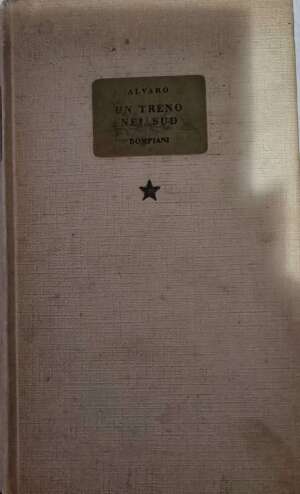 ALVARO
UN TRENO
NEL SUD
BOMPIANI